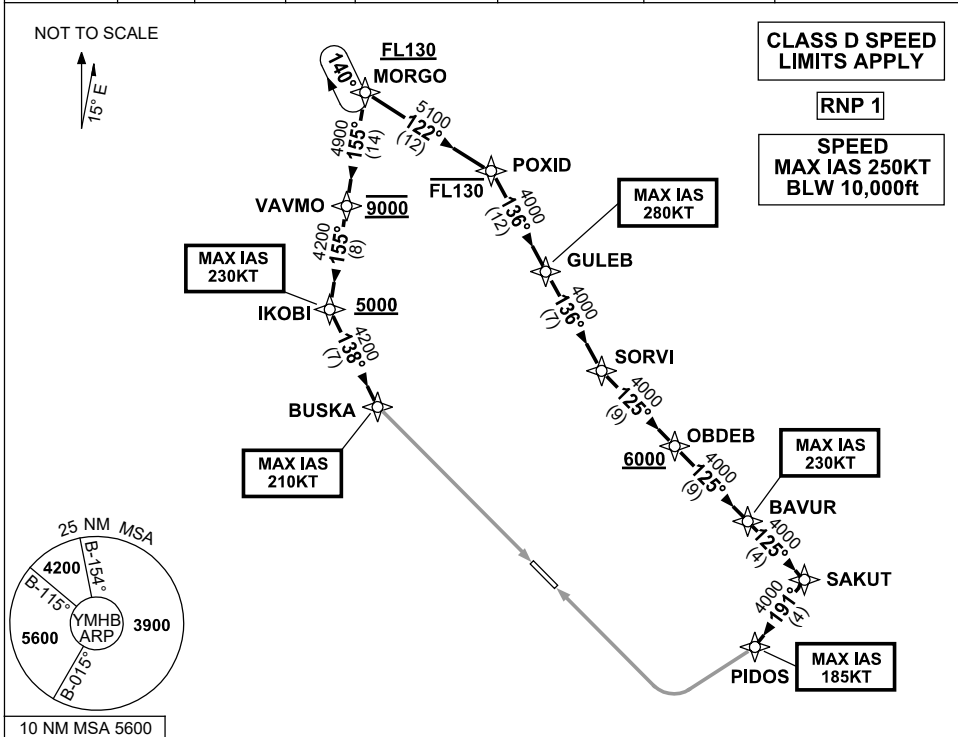 NOT TO SCALE
15° E
CLASS D SPEED
LIMITS APPLY
RNP 1
SPEED
MAX IAS 250KT
BLW 10,000ft
FL130
MORGO
140°
4900
155°
(14)
5100
122°
(12)
POXID
FL130
VAVMO
9000
4200
155°
(8)
MAX IAS
230KT
IKOBI
5000
4200
138°
(7)
BUSKA
MAX IAS
210KT
4000
136°
(12)
MAX IAS
280KT
GULEB
4000
136°
(7)
SORVI
4000
125°
(9)
OBDEB
6000
4000
125°
(9)
MAX IAS
230KT
BAVUR
4000
125°
(4)
SAKUT
4000
191°
(4)
PIDOS
MAX IAS
185KT
25 NM MSA
B-154°
4200
B-115°
YMHB
ARP
3900
5600
B-015°
10 NM MSA 5600